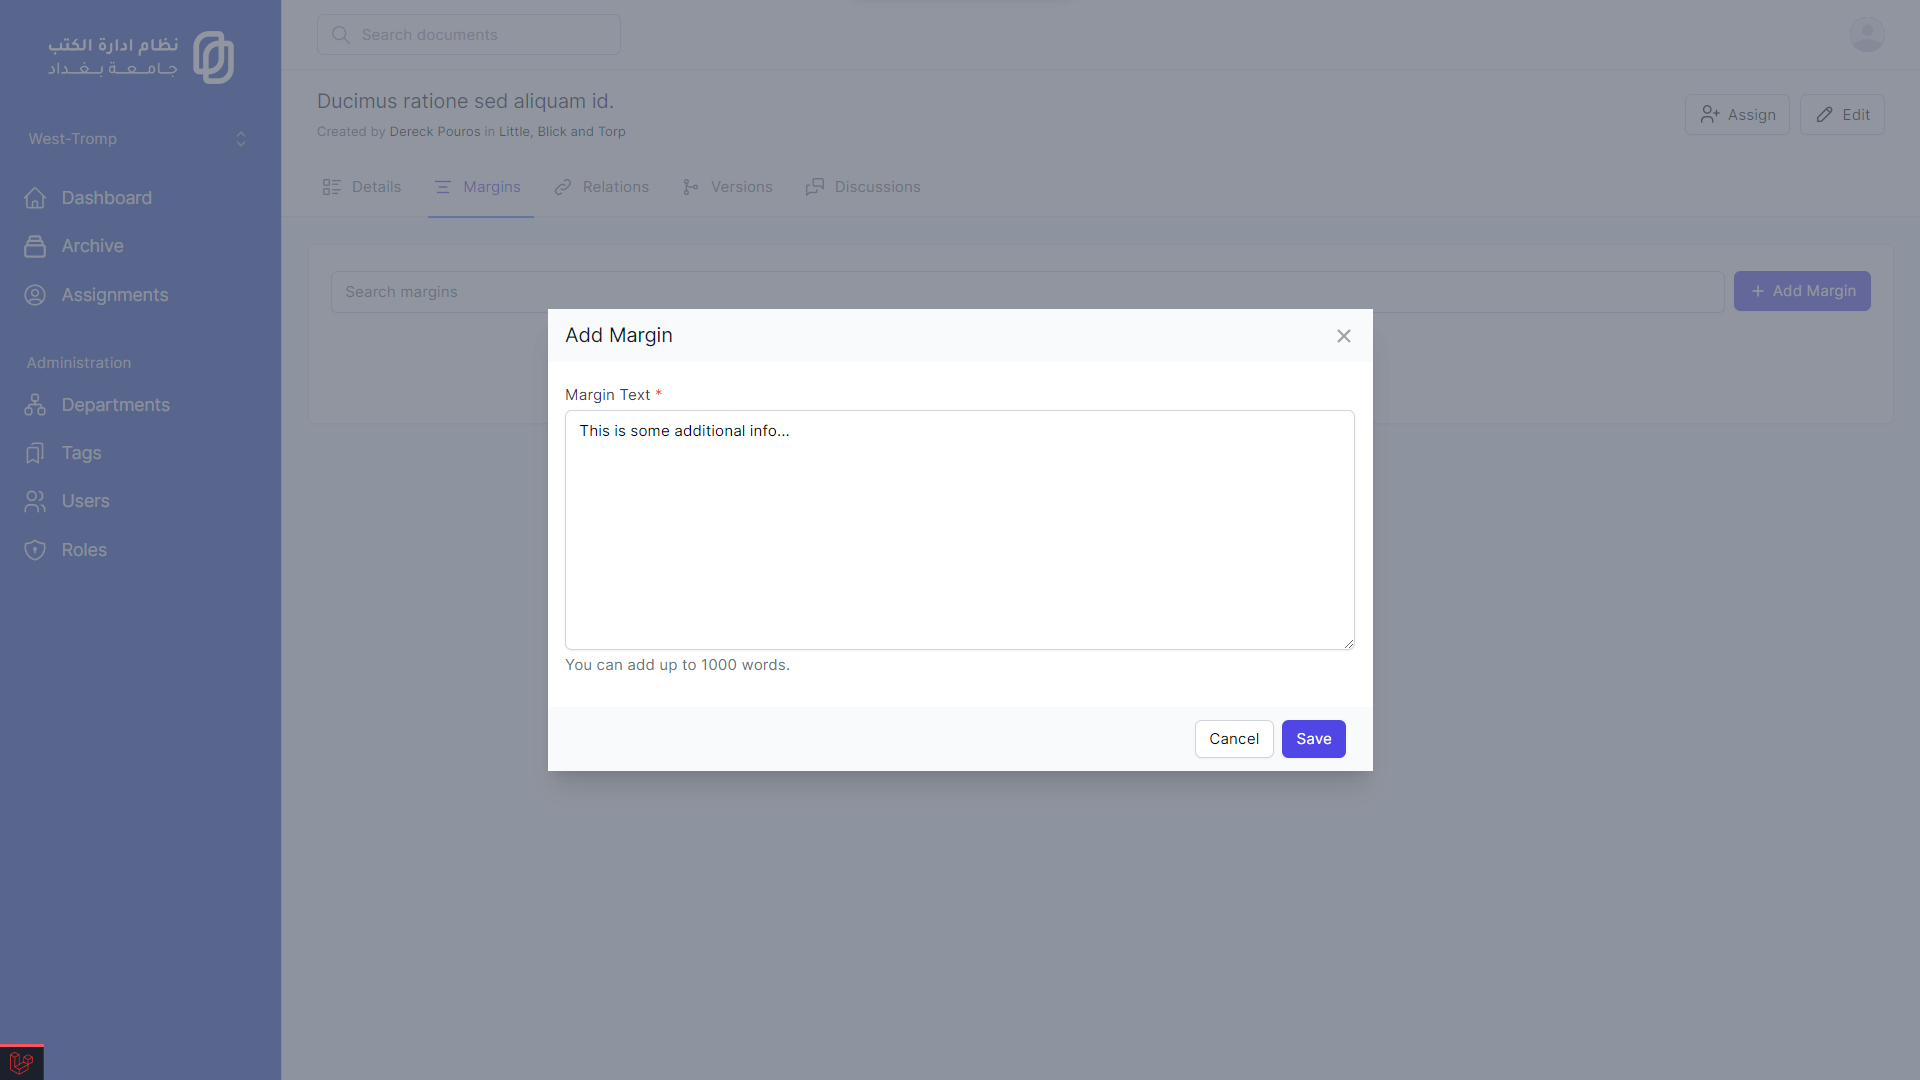 نظام ادارة الكتب
جامعة بغداد
West-Tromp
Dashboard
Archive
Assignments
Administration
Departments
Tags
Users
Roles
Search documents
Ducimus ratione sed aliquam id.
Created by Dereck Pouros in Little, Blick and Torp
Assign
Edit
Details
Margins
Relations
Versions
Discussions
Search margins
Add Margin
Add Margin
Margin Text *
This is some additional info...
You can add up to 1000 words.
Cancel
Save